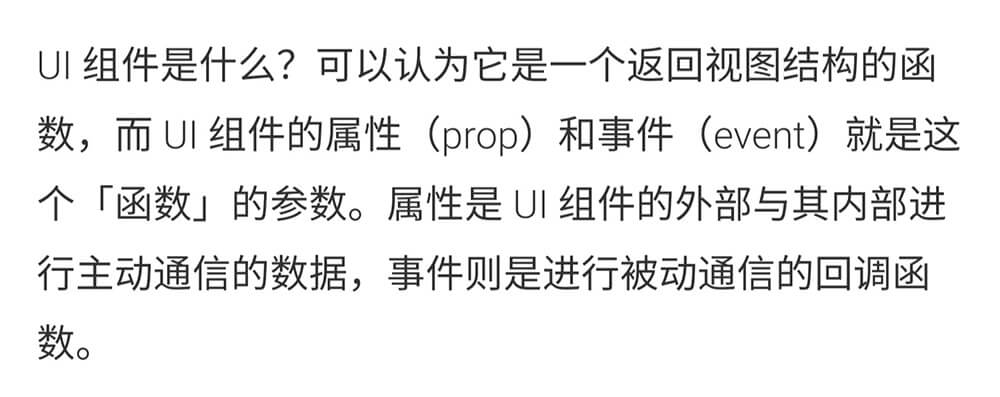 UI 组件是什么？可以认为它是一个返回视图结构的函
数，而 UI 组件的属性（prop）和事件（event）就是这
个「函数」的参数。属性是 UI 组件的外部与其内部进
行主动通信的数据，事件则是进行被动通信的回调函
数。